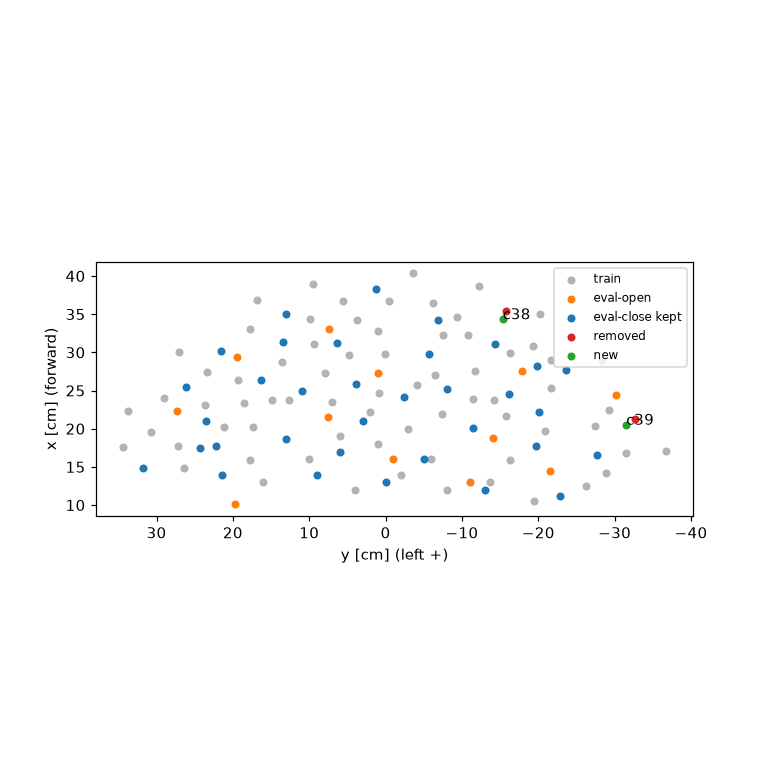 40
35
30
25
20
15
10
x [cm] (forward)
train
eval-open
eval-close kept
removed
new
c38
c39
30
20
10
0
−10
−20
−30
−40
y [cm] (left +)